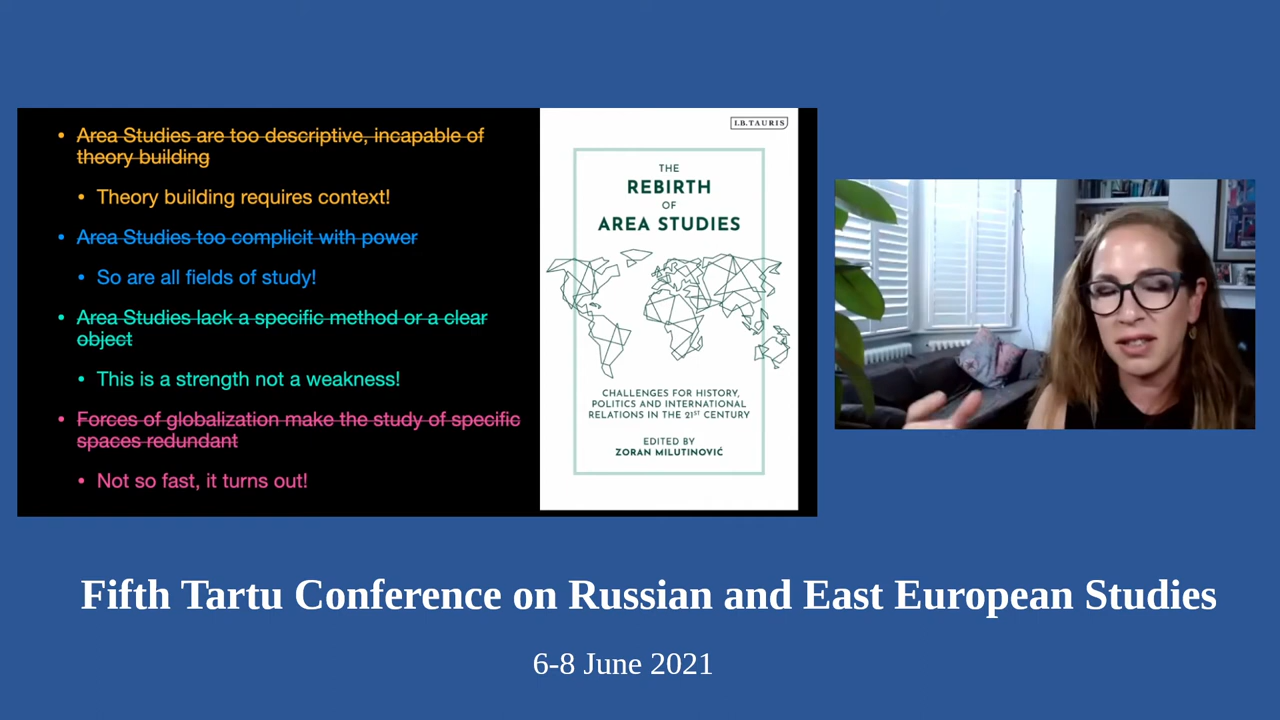 • Area Studies are too descriptive, incapable of
theory building
• Theory building requires context!
• Area Studies too complicit with power
• So are all fields of study!
• Area Studies lack a specific method or a clear
object
• This is a strength not a weakness!
• Forces of globalization make the study of specific
spaces redundant
• Not so fast, it turns out!
I.B.TAURIS
THE
REBIRTH
OF
AREA STUDIES
CHALLENGES FOR HISTORY,
POLITICS AND INTERNATIONAL
RELATIONS IN THE 21ST CENTURY
EDITED BY
ZORAN MILUTINOVIĆ
Fifth Tartu Conference on Russian and East European Studies
6-8 June 2021